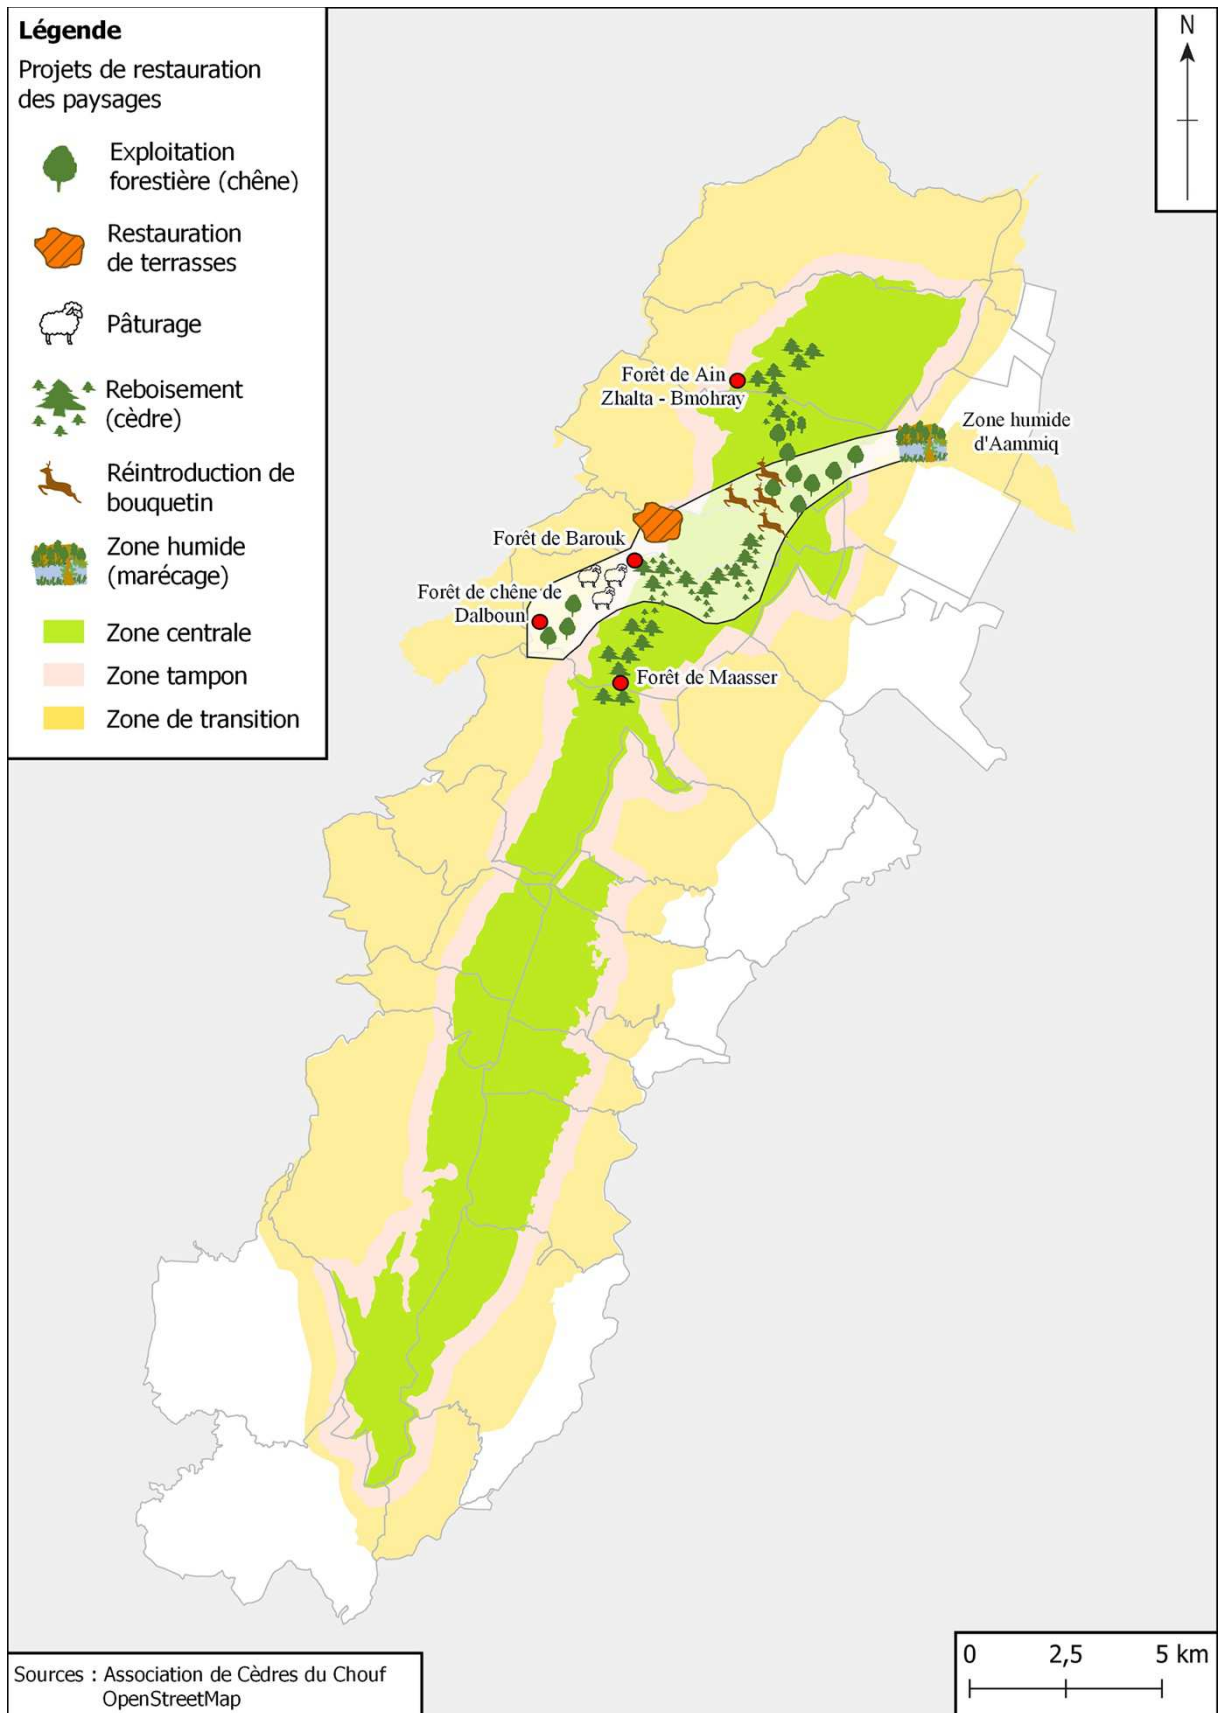 Légende
Projets de restauration
des paysages
Exploitation
forestière (chêne)
Restauration
de terrasses
Pâturage
Reboisement
(cèdre)
Réintroduction de
bouquetin
Zone humide
(marécage)
Zone centrale
Zone tampon
Zone de transition
N
Forêt de Ain
Zhalta - Bmohray
Zone humide
d'Aammiq
Forêt de Barouk
Forêt de chêne de
Dalboun
Forêt de Maasser
Sources : Association de Cèdres du Chouf
OpenStreetMap
0 2,5 5 km